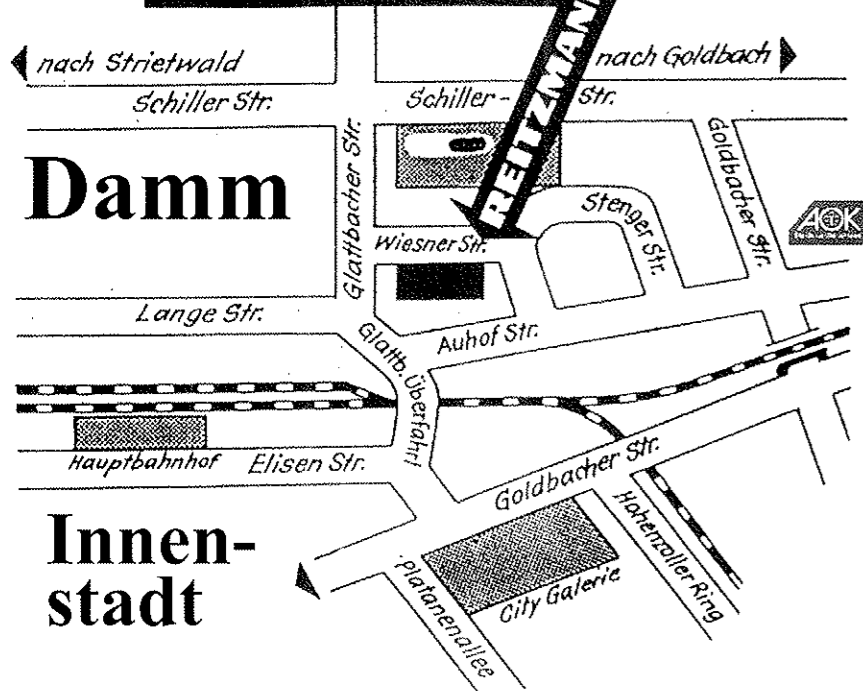 nach Strietwald
nach Goldbach
REITZMANN
Schiller Str.
Schiller- Str.
Glattbacher Str.
Goldbacher Str.
Damm
Stenger Str.
AOK
Wiesner Str.
Lange Str.
Auhof Str.
Glattb. Überfahrt
Hauptbahnhof
Elisen Str.
Goldbacher Str.
Innen-
stadt
Hohenzoller Ring
City Galerie
Platanenallee